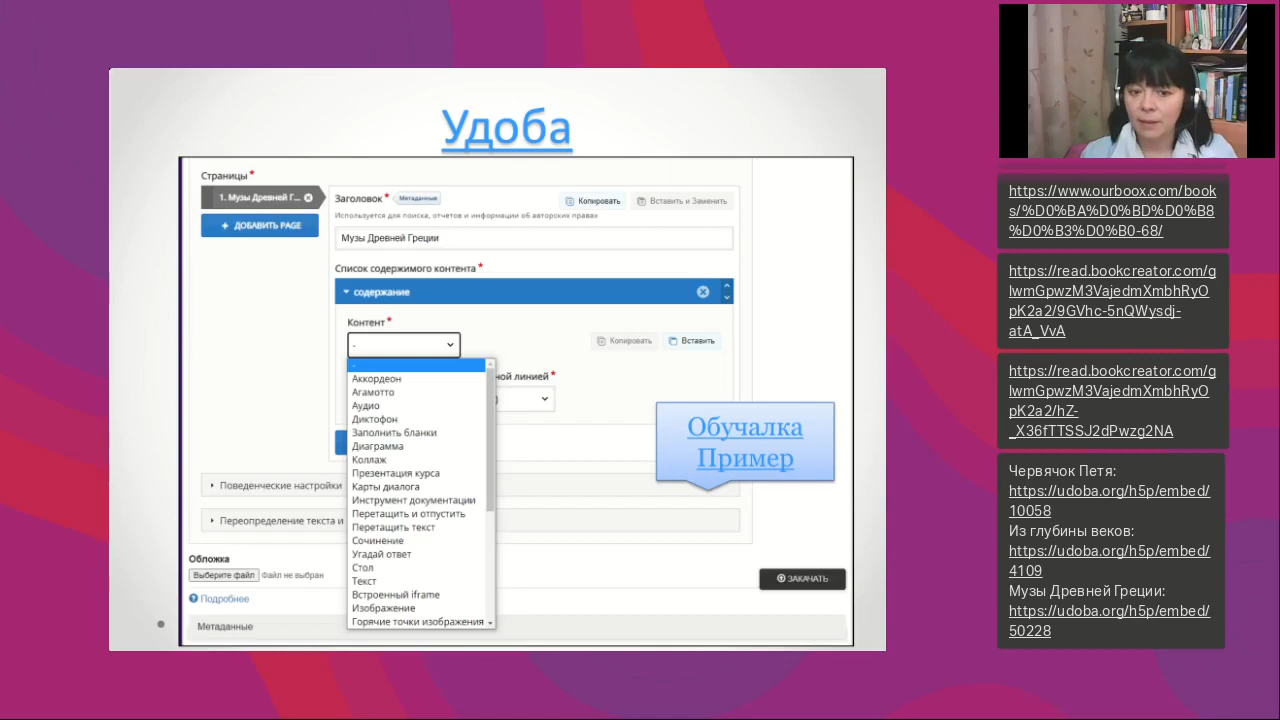 Удоба
Страницы *
1. Музы Древней Г...
+ ДОБАВИТЬ PAGE
Заголовок * Метаданные
Копировать Вставить и Заменить
Используется для поиска, отчетов и информации об авторских правах
Музы Древней Греции
Список содержимого контента *
содержание
Контент *
-
Копировать Вставить
-
Аккордеон
Агамотто
Аудио
Диктофон
Заполнить бланки
Диаграмма
Коллаж
Презентация курса
Карты диалога
Инструмент документации
Перетащить и отпустить
Перетащить текст
Сочинение
Угадай ответ
Стол
Текст
Встроенный iframe
Изображение
Горячие точки изображения
ной линией *
)
Обучалка
Пример
Поведенческие настройки
Переопределение текста и
Обложка
Выберите файл Файл не выбран
ЗАКАЧАТЬ
Подробнее
Метаданные
https://www.ourboox.com/book
s/%D0%BA%D0%BD%D0%B8
%D0%B3%D0%B0-68/
https://read.bookcreator.com/g
lwmGpwzM3VajedmXmbhRyO
pK2a2/9GVhc-5nQWysdj-
atA_VvA
https://read.bookcreator.com/g
lwmGpwzM3VajedmXmbhRyO
pK2a2/hZ-
_X36fTTSSJ2dPwzg2NA
Червячок Петя:
https://udoba.org/h5p/embed/
10058
Из глубины веков:
https://udoba.org/h5p/embed/
4109
Музы Древней Греции:
https://udoba.org/h5p/embed/
50228